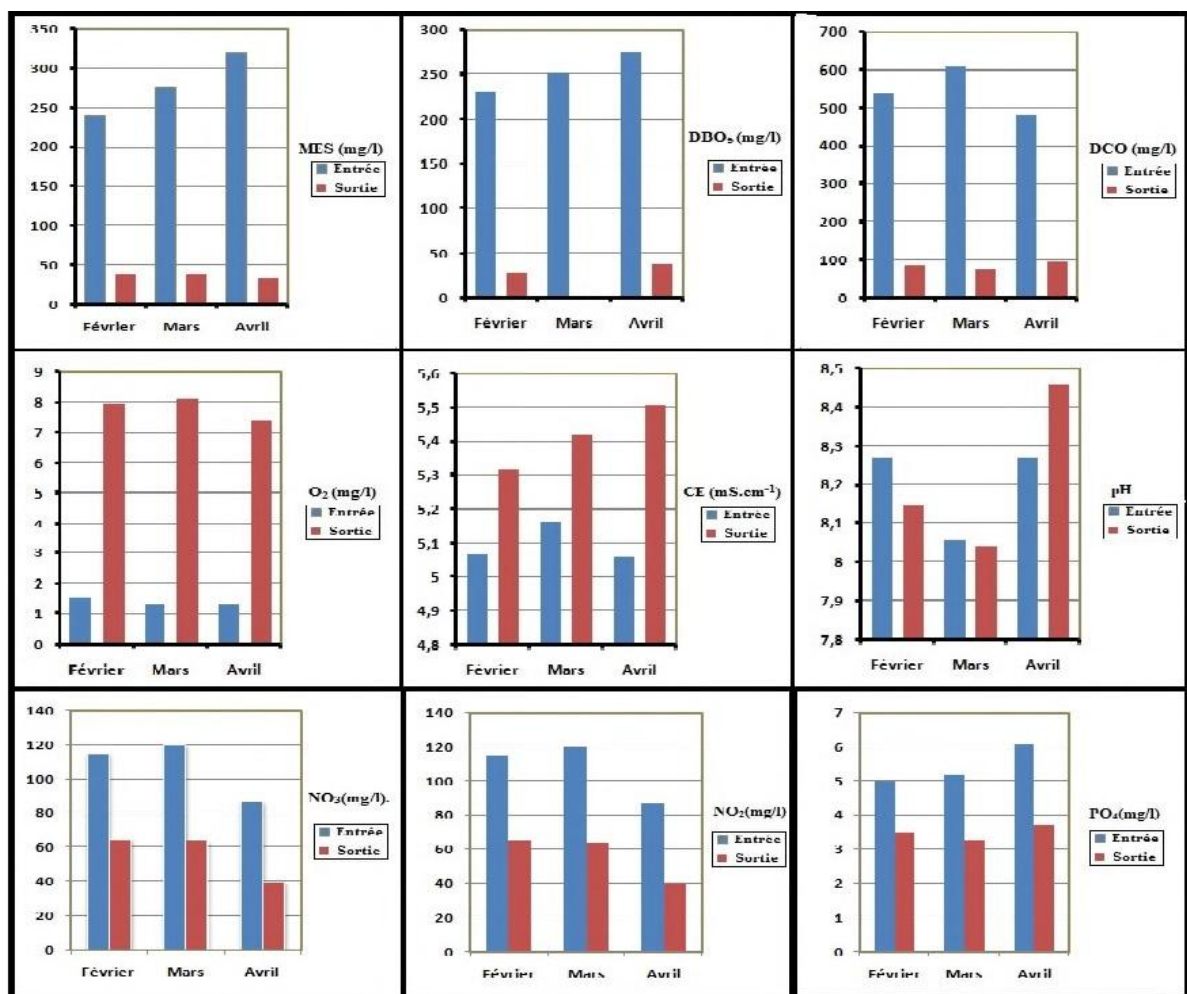 350
300
250
200
150
100
50
0
Février Mars Avril
MES (mg/l)
Entrée
Sortie
300
250
200
150
100
50
0
Février Mars Avril
DBO₅ (mg/l)
Entrée
Sortie
700
600
500
400
300
200
100
0
Février Mars Avril
DCO (mg/l)
Entrée
Sortie
9
8
7
6
5
4
3
2
1
0
Février Mars Avril
O₂ (mg/l)
Entrée
Sortie
5,6
5,5
5,4
5,3
5,2
5,1
5
4,9
4,8
Février Mars Avril
CE (mS.cm⁻¹)
Entrée
Sortie
8,5
8,4
8,3
8,2
8,1
8
7,9
7,8
Février Mars Avril
pH
Entrée
Sortie
140
120
100
80
60
40
20
0
Février Mars Avril
NO₃(mg/l).
Entrée
Sortie
140
120
100
80
60
40
20
0
Février Mars Avril
NO₂(mg/l)
Entrée
Sortie
7
6
5
4
3
2
1
0
Février Mars Avril
PO₄(mg/l)
Entrée
Sortie